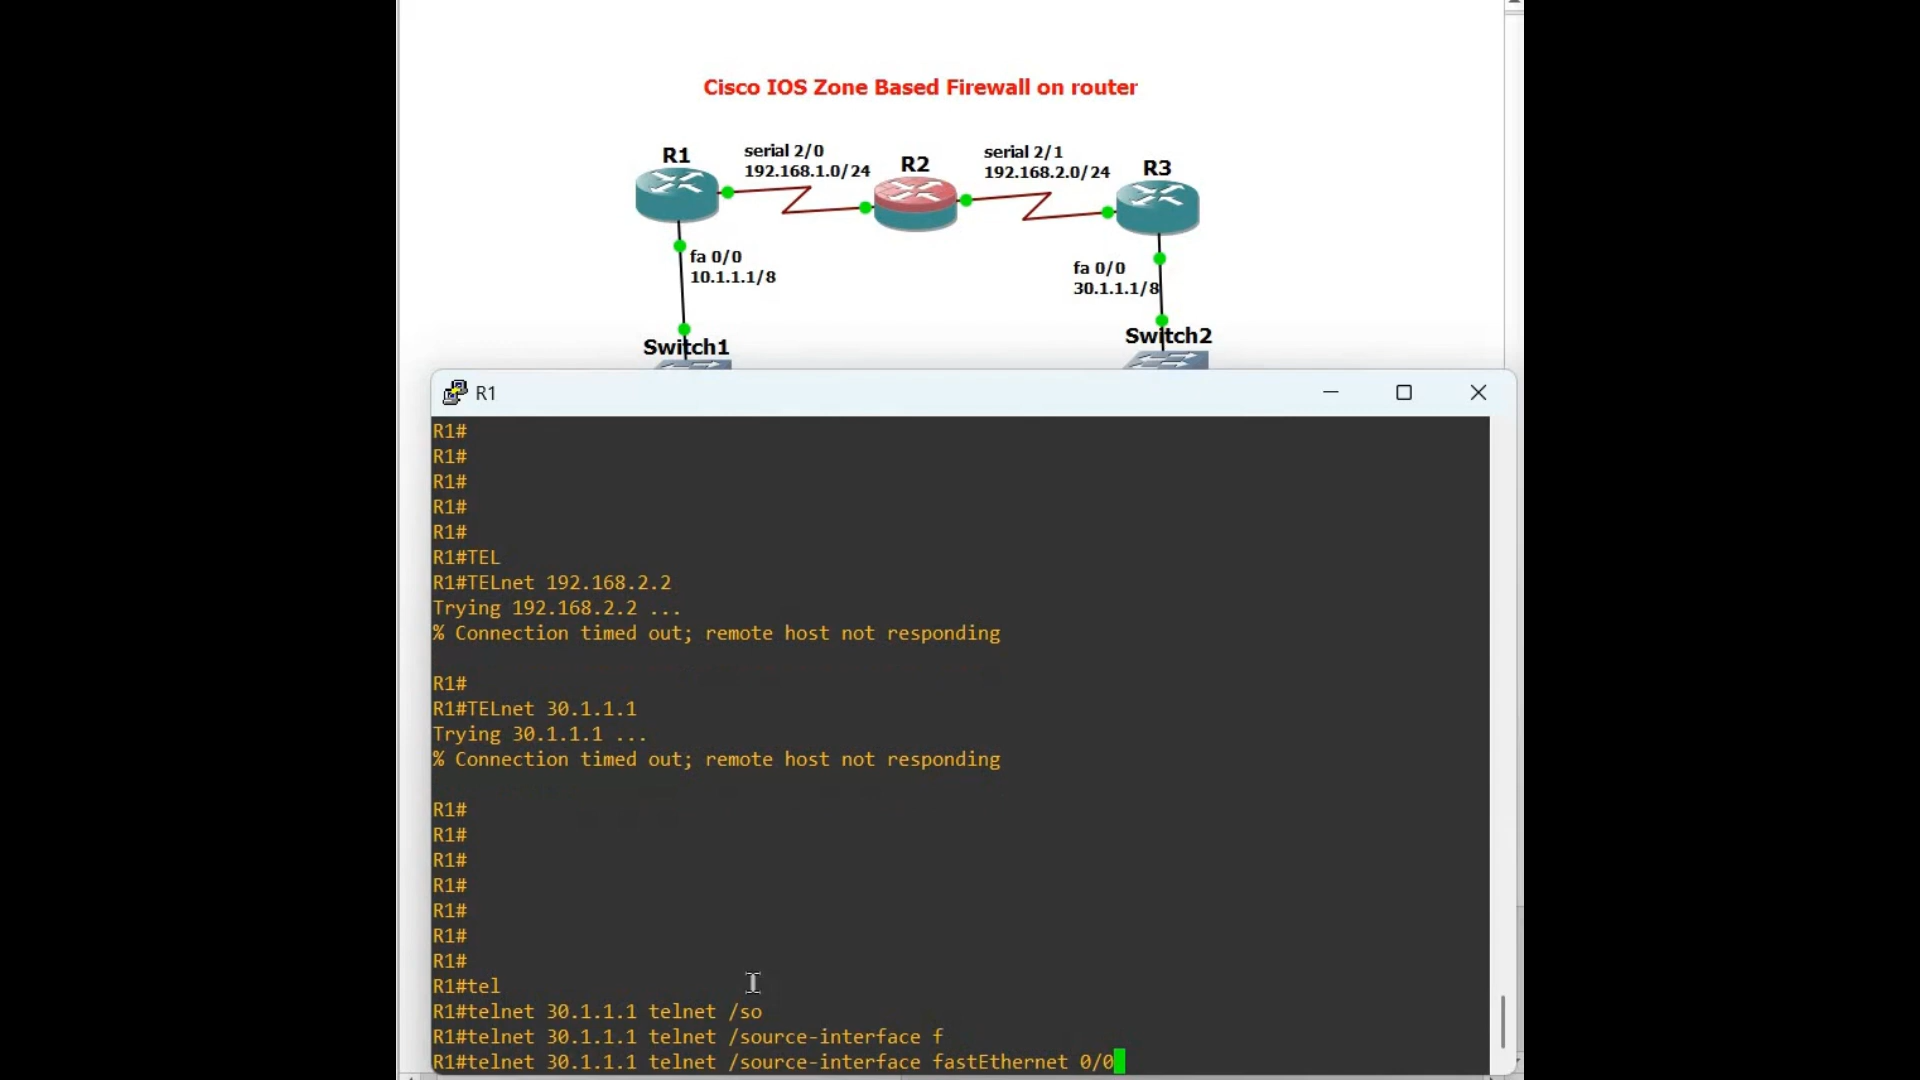 Cisco IOS Zone Based Firewall on router
serial 2/0
192.168.1.0/24
serial 2/1
192.168.2.0/24
R1
R2
R3
fa 0/0
10.1.1.1/8
fa 0/0
30.1.1.1/8
Switch1
Switch2
R1
R1#
R1#
R1#
R1#
R1#
R1#TEL
R1#TELnet 192.168.2.2
Trying 192.168.2.2 ...
% Connection timed out; remote host not responding
R1#
R1#TELnet 30.1.1.1
Trying 30.1.1.1 ...
% Connection timed out; remote host not responding
R1#
R1#
R1#
R1#
R1#
R1#
R1#
R1#tel
R1#telnet 30.1.1.1 telnet /so
R1#telnet 30.1.1.1 telnet /source-interface f
R1#telnet 30.1.1.1 telnet /source-interface fastEthernet 0/0